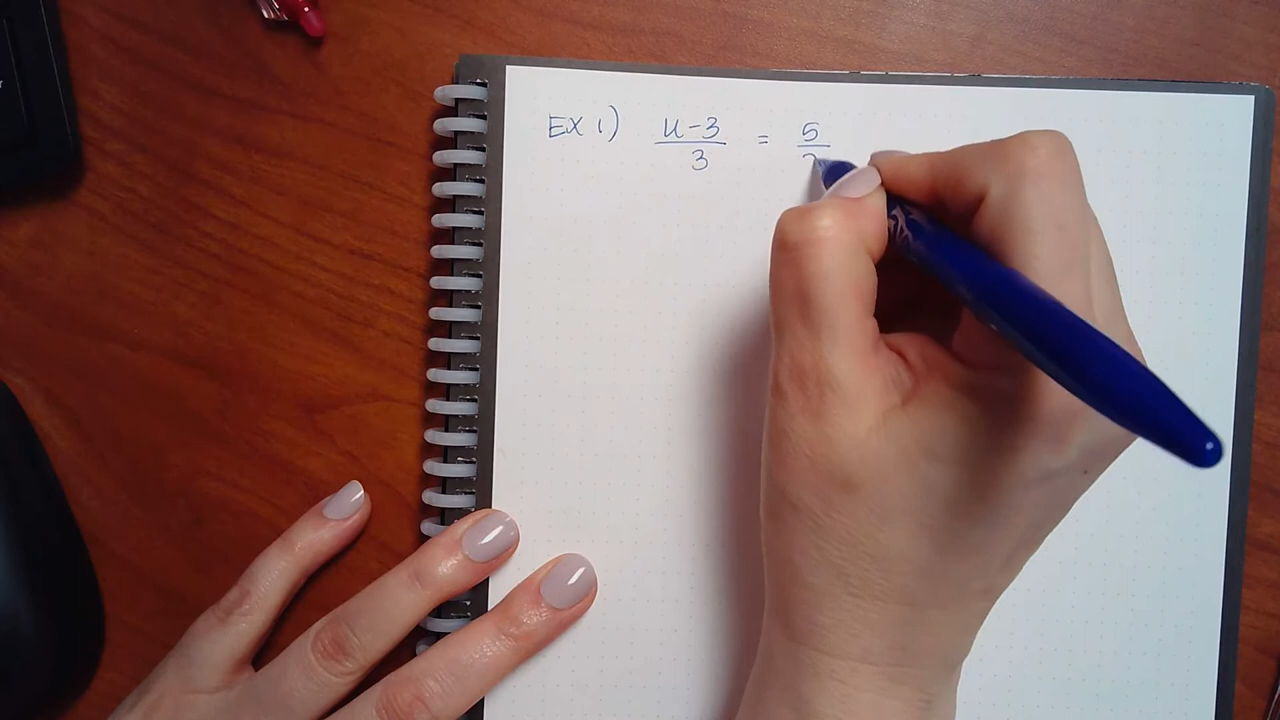 EX 1) u-3/3 = 5/